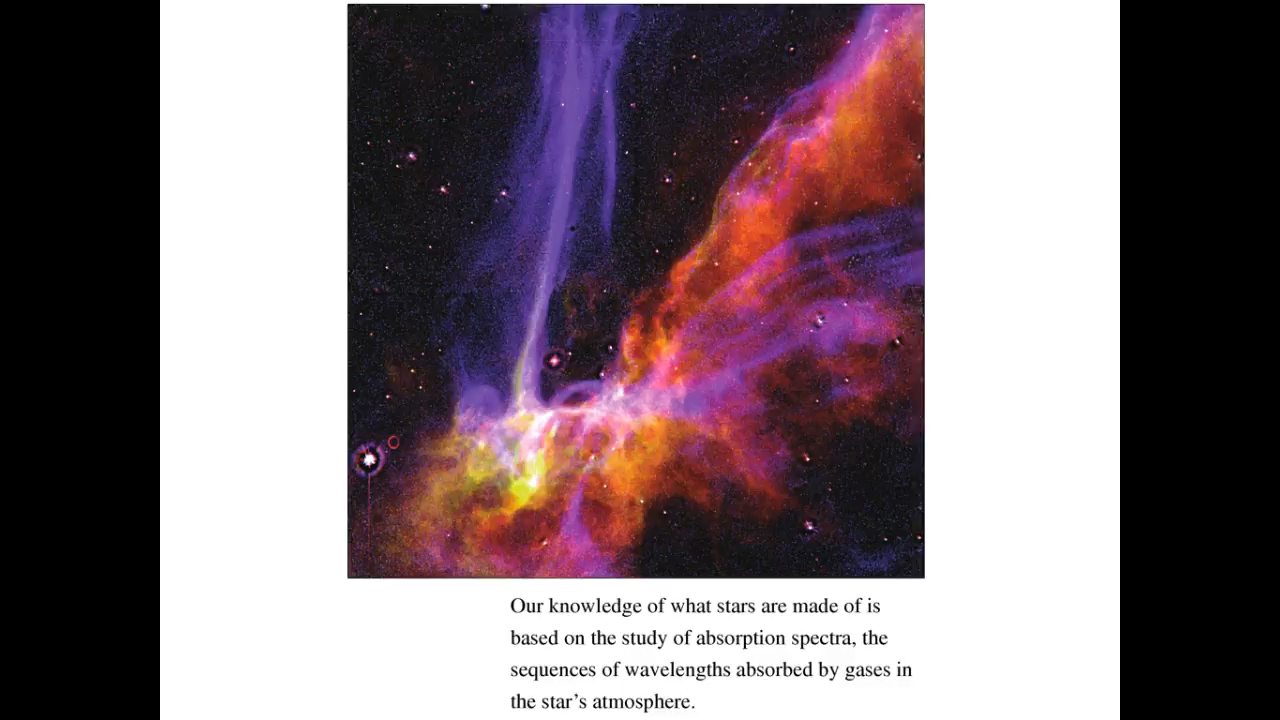 Our knowledge of what stars are made of is
based on the study of absorption spectra, the
sequences of wavelengths absorbed by gases in
the star’s atmosphere.